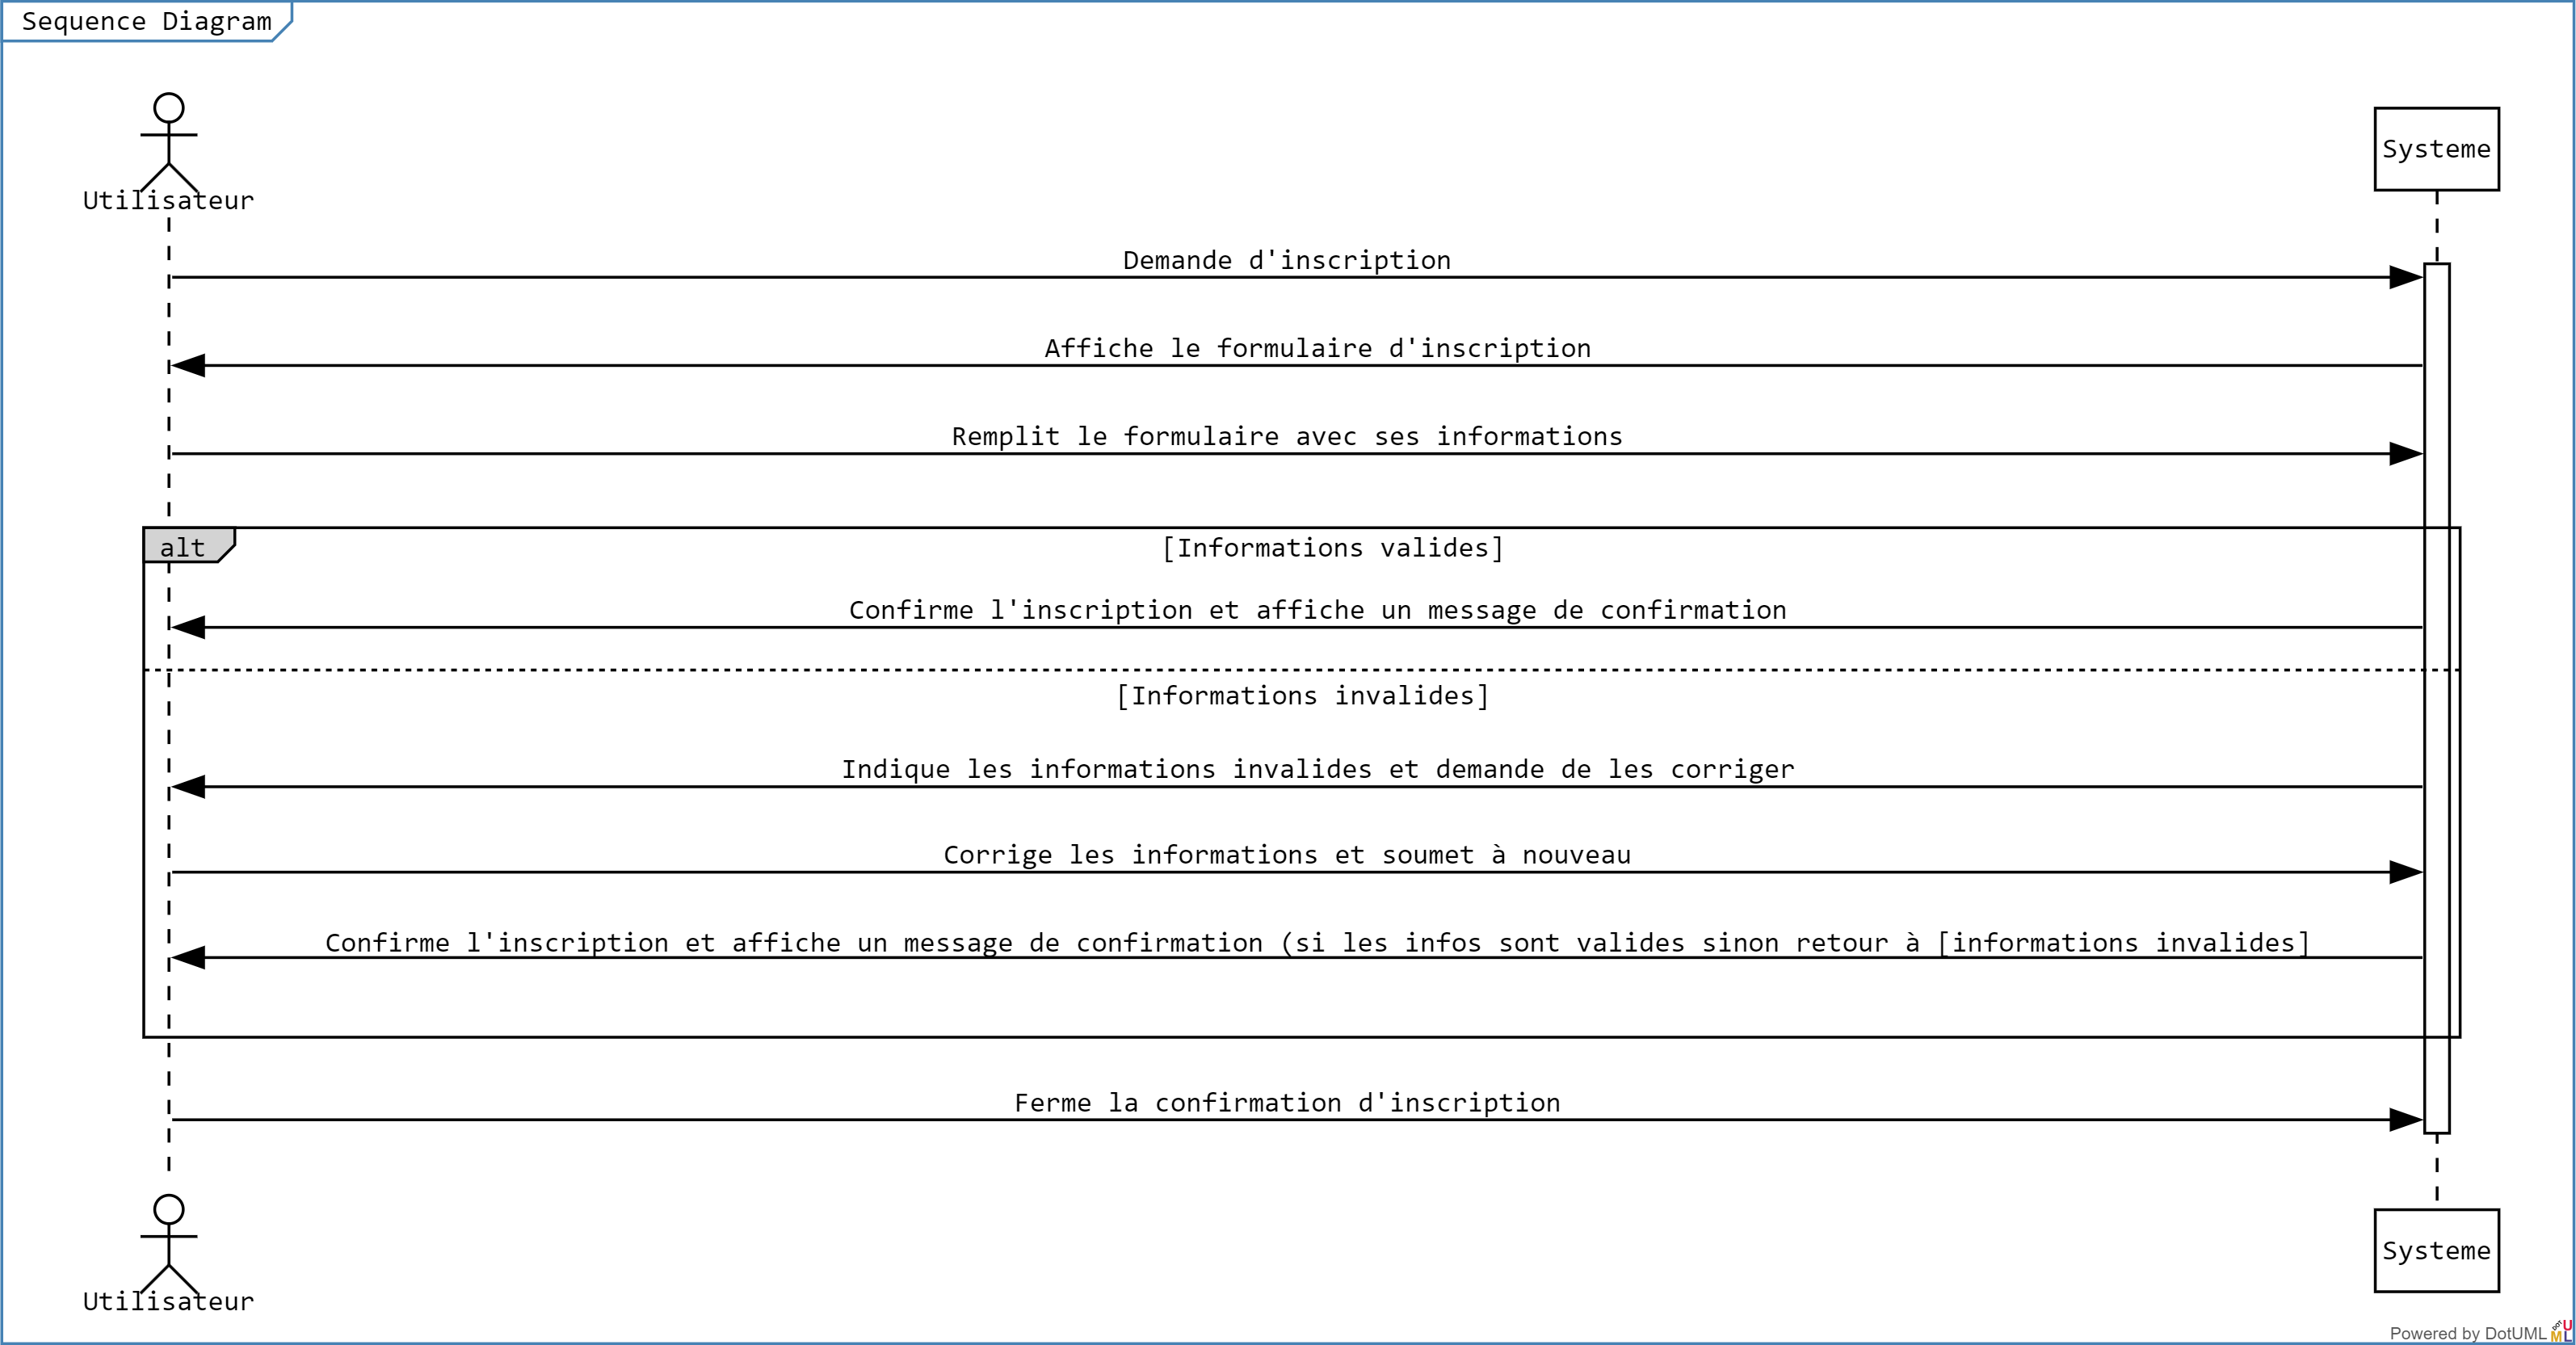 Sequence Diagram
Utilisateur
Systeme
Demande d'inscription
Affiche le formulaire d'inscription
Remplit le formulaire avec ses informations
alt
[Informations valides]
Confirme l'inscription et affiche un message de confirmation
[Informations invalides]
Indique les informations invalides et demande de les corriger
Corrige les informations et soumet à nouveau
Confirme l'inscription et affiche un message de confirmation (si les infos sont valides sinon retour à [informations invalides]
Ferme la confirmation d'inscription
Utilisateur
Systeme
Powered by DotUML
U
ML